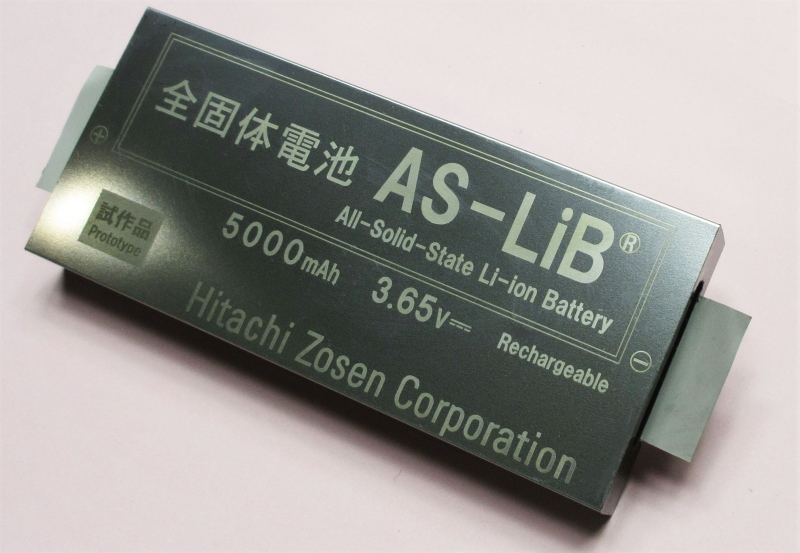 ⊕
全固体電池 AS-LiB®
All-Solid-State Li-ion Battery
試作品
Prototype
5000mAh 3.65V⎓
Rechargeable
⊖
Hitachi Zosen Corporation